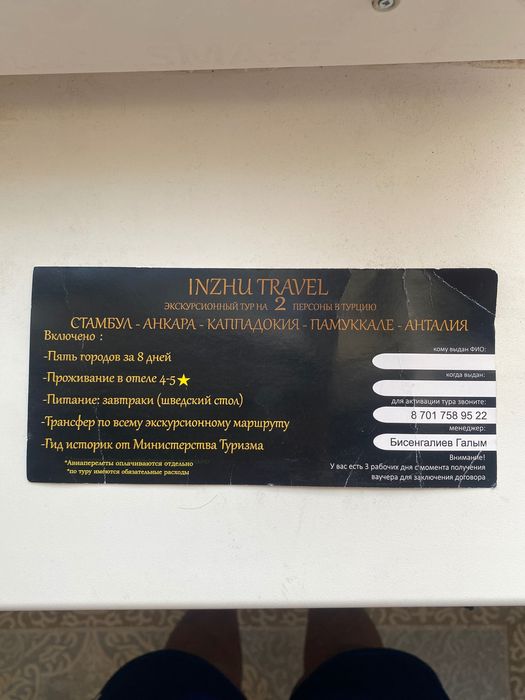 INZHU TRAVEL
ЭКСКУРСИОННЫЙ ТУР НА 2 ПЕРСОНЫ В ТУРЦИЮ
СТАМБУЛ - АНКАРА - КАППАДОКИЯ - ПАМУККАЛЕ - АНТАЛИЯ
Включено :
-Пять городов за 8 дней
-Проживание в отеле 4-5
-Питание: завтраки (шведский стол)
-Трансфер по всему экскурсионному маршруту
-Гид историк от Министерства Туризма
*Авиаперелеты оплачиваются отдельно
*по туру имеются обязательные расходы
кому выдан ФИО:
когда выдан:
для активации тура звоните:
8 701 758 95 22
менеджер:
Бисенгалиев Галым
Внимание!
У вас есть 3 рабочих дня с момента получения
ваучера для заключения договора